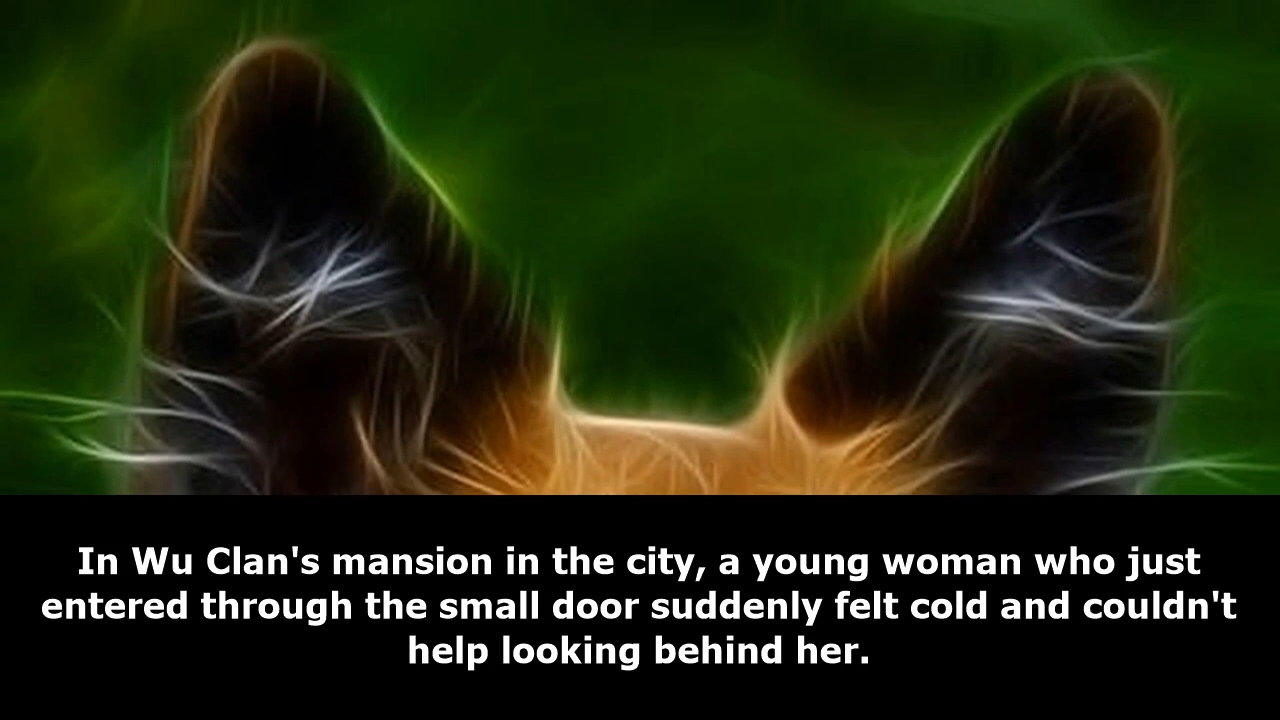 In Wu Clan's mansion in the city, a young woman who just
entered through the small door suddenly felt cold and couldn't
help looking behind her.